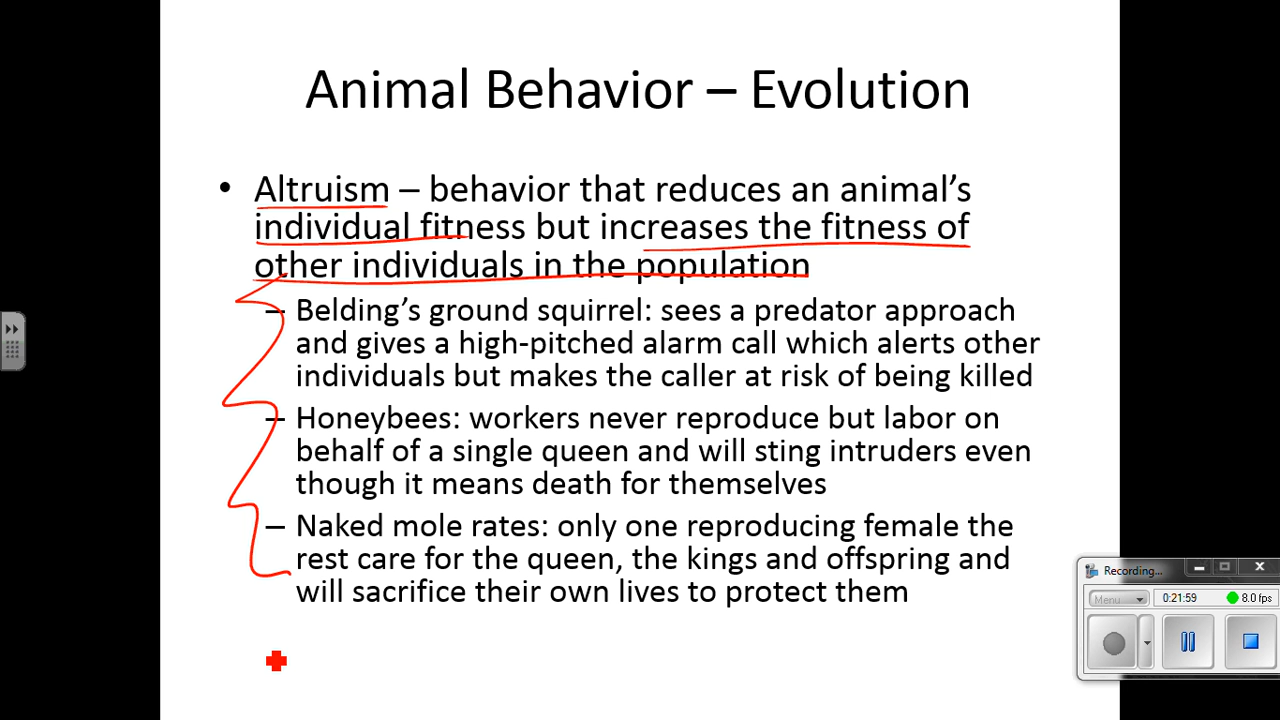 Animal Behavior – Evolution
• Altruism – behavior that reduces an animal’s
individual fitness but increases the fitness of
other individuals in the population
– Belding’s ground squirrel: sees a predator approach
and gives a high-pitched alarm call which alerts other
individuals but makes the caller at risk of being killed
– Honeybees: workers never reproduce but labor on
behalf of a single queen and will sting intruders even
though it means death for themselves
– Naked mole rates: only one reproducing female the
rest care for the queen, the kings and offspring and
will sacrifice their own lives to protect them
Recording...
Menu 0:21:59 8.0 fps